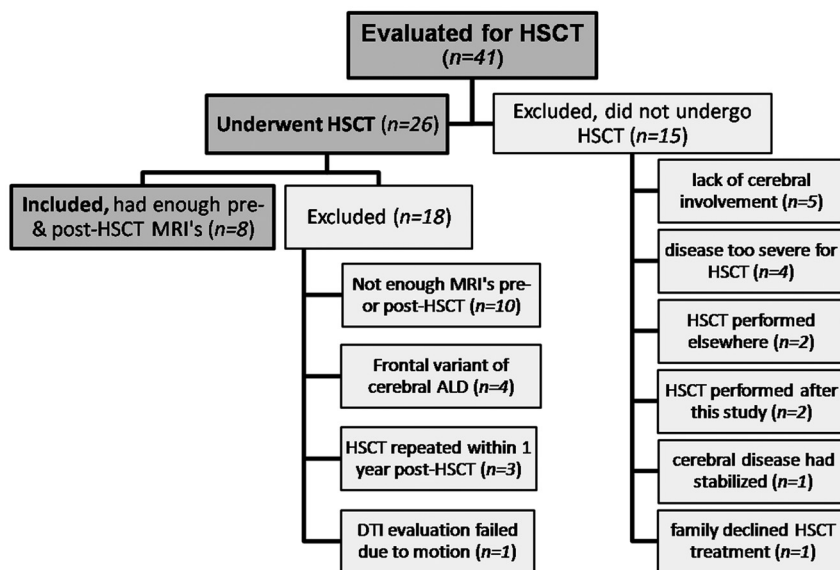 Evaluated for HSCT
(n=41)
Underwent HSCT (n=26)
Excluded, did not undergo
HSCT (n=15)
Included, had enough pre-
& post-HSCT MRI's (n=8)
Excluded (n=18)
Not enough MRI's pre-
or post-HSCT (n=10)
Frontal variant of
cerebral ALD (n=4)
HSCT repeated within 1
year post-HSCT (n=3)
DTI evaluation failed
due to motion (n=1)
lack of cerebral
involvement (n=5)
disease too severe for
HSCT (n=4)
HSCT performed
elsewhere (n=2)
HSCT performed after
this study (n=2)
cerebral disease had
stabilized (n=1)
family declined HSCT
treatment (n=1)